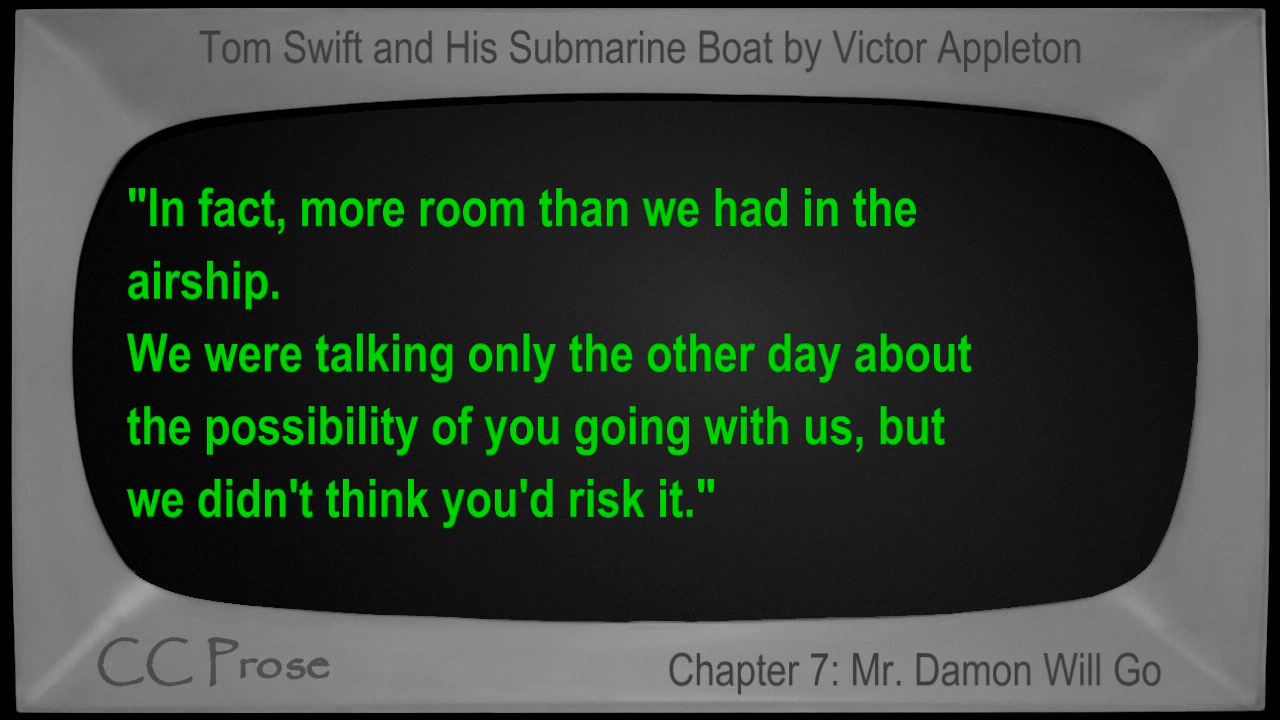 Tom Swift and His Submarine Boat by Victor Appleton
"In fact, more room than we had in the
airship.
We were talking only the other day about
the possibility of you going with us, but
we didn't think you'd risk it."
CC Prose
Chapter 7: Mr. Damon Will Go